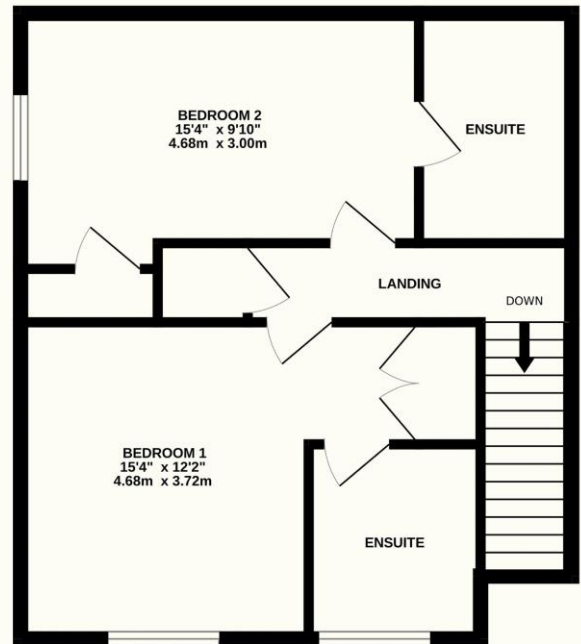 BEDROOM 2
15'4" x 9'10"
4.68m x 3.00m
ENSUITE
LANDING
DOWN
BEDROOM 1
15'4" x 12'2"
4.68m x 3.72m
ENSUITE